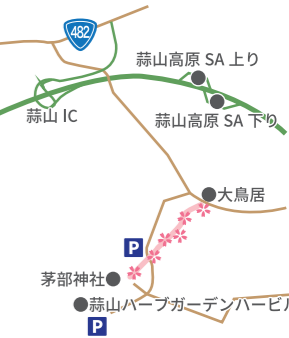 482
蒜山高原 SA 上り
蒜山 IC
蒜山高原 SA 下り
大鳥居
P
茅部神社
蒜山ハーブガーデンハービル
P